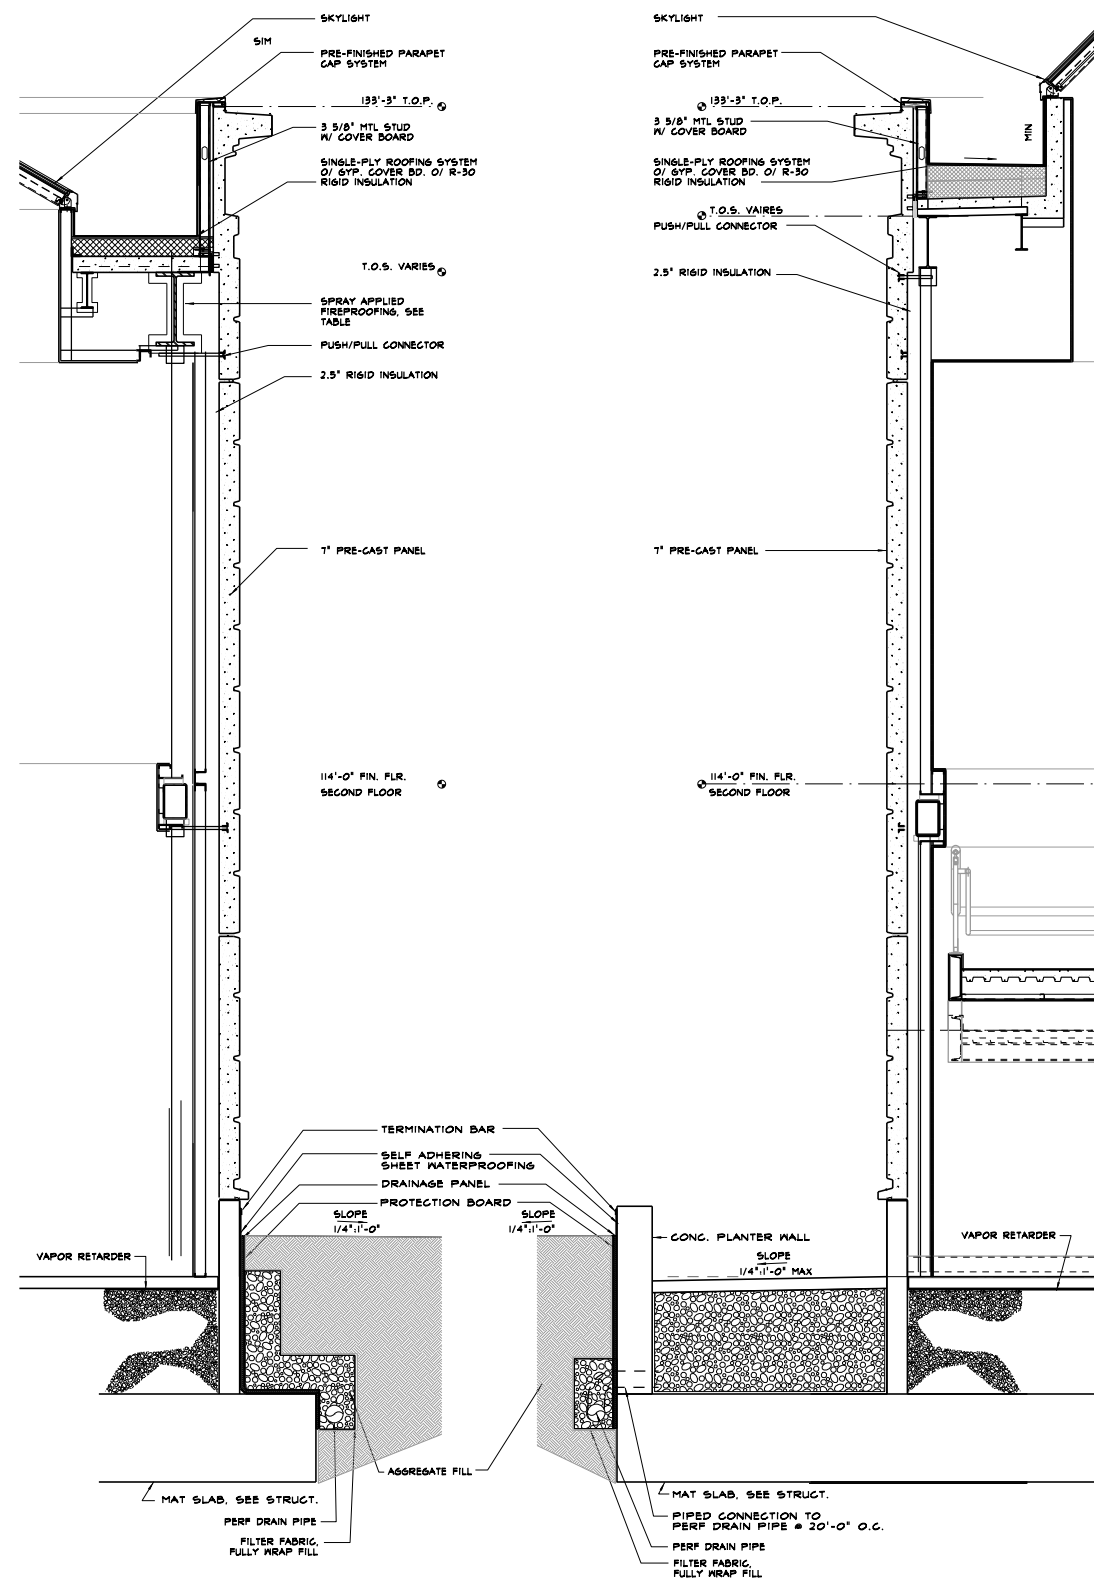 SKYLIGHT
SIM
PRE-FINISHED PARAPET
CAP SYSTEM
133'-3" T.O.P.
3 5/8" MTL STUD
W/ COVER BOARD
SINGLE-PLY ROOFING SYSTEM
O/ GYP. COVER BD. O/ R-30
RIGID INSULATION
T.O.S. VARIES
SPRAY APPLIED
FIREPROOFING, SEE
TABLE
PUSH/PULL CONNECTOR
2.5" RIGID INSULATION
7" PRE-CAST PANEL
114'-0" FIN. FLR.
SECOND FLOOR
SKYLIGHT
PRE-FINISHED PARAPET
CAP SYSTEM
133'-3" T.O.P.
3 5/8" MTL STUD
W/ COVER BOARD
MIN
SINGLE-PLY ROOFING SYSTEM
O/ GYP. COVER BD. O/ R-30
RIGID INSULATION
T.O.S. VAIRES
PUSH/PULL CONNECTOR
2.5" RIGID INSULATION
7" PRE-CAST PANEL
114'-0" FIN. FLR.
SECOND FLOOR
TERMINATION BAR
SELF ADHERING
SHEET WATERPROOFING
DRAINAGE PANEL
PROTECTION BOARD
SLOPE
1/4":1'-0"
SLOPE
1/4":1'-0"
CONC. PLANTER WALL
SLOPE
1/4":1'-0" MAX
VAPOR RETARDER
VAPOR RETARDER
AGGREGATE FILL
MAT SLAB, SEE STRUCT.
PERF DRAIN PIPE
FILTER FABRIC,
FULLY WRAP FILL
MAT SLAB, SEE STRUCT.
PIPED CONNECTION TO
PERF DRAIN PIPE @ 20'-0" O.C.
PERF DRAIN PIPE
FILTER FABRIC,
FULLY WRAP FILL